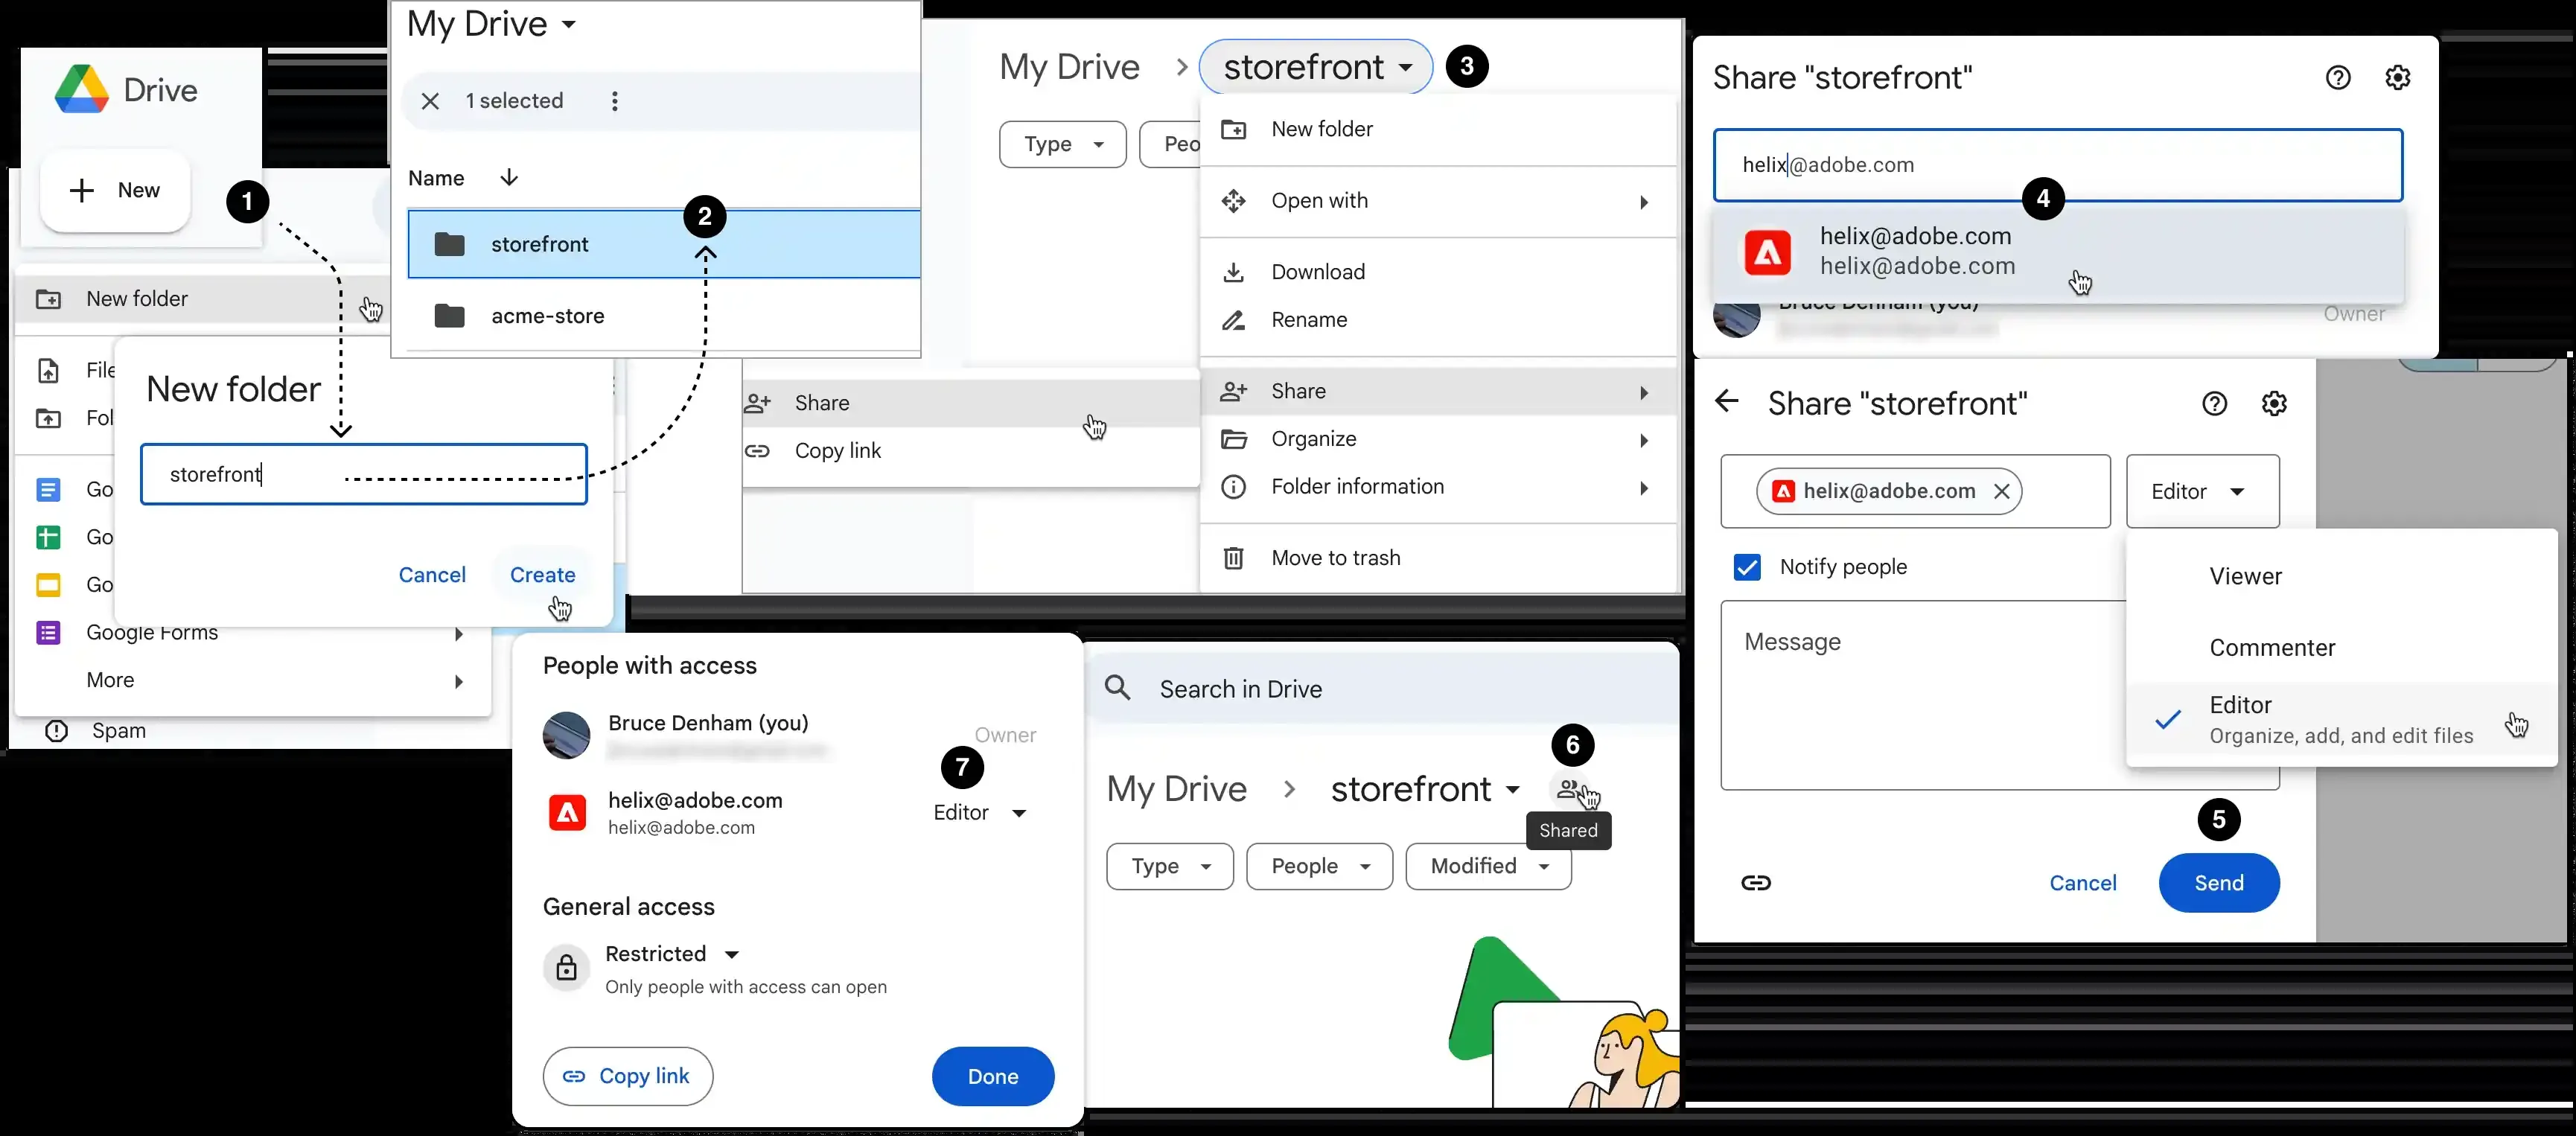 Drive
New
1
New folder
File
Fol
New folder
storefront
Cancel
Create
Go
Go
Go
Google Forms
More
Spam
My Drive
1 selected
Name
2
storefront
acme-store
My Drive
storefront
3
Type
Peo
New folder
Open with
Download
Rename
Share
Organize
Folder information
Move to trash
Share
Copy link
Share "storefront"
helix@adobe.com
4
helix@adobe.com
helix@adobe.com
Bruce Denham (you)
Owner
Share "storefront"
helix@adobe.com
Editor
Notify people
Message
Viewer
Commenter
Editor
Organize, add, and edit files
5
Cancel
Send
Search in Drive
6
My Drive
storefront
Shared
Type
People
Modified
People with access
Bruce Denham (you)
Owner
7
helix@adobe.com
helix@adobe.com
Editor
General access
Restricted
Only people with access can open
Copy link
Done